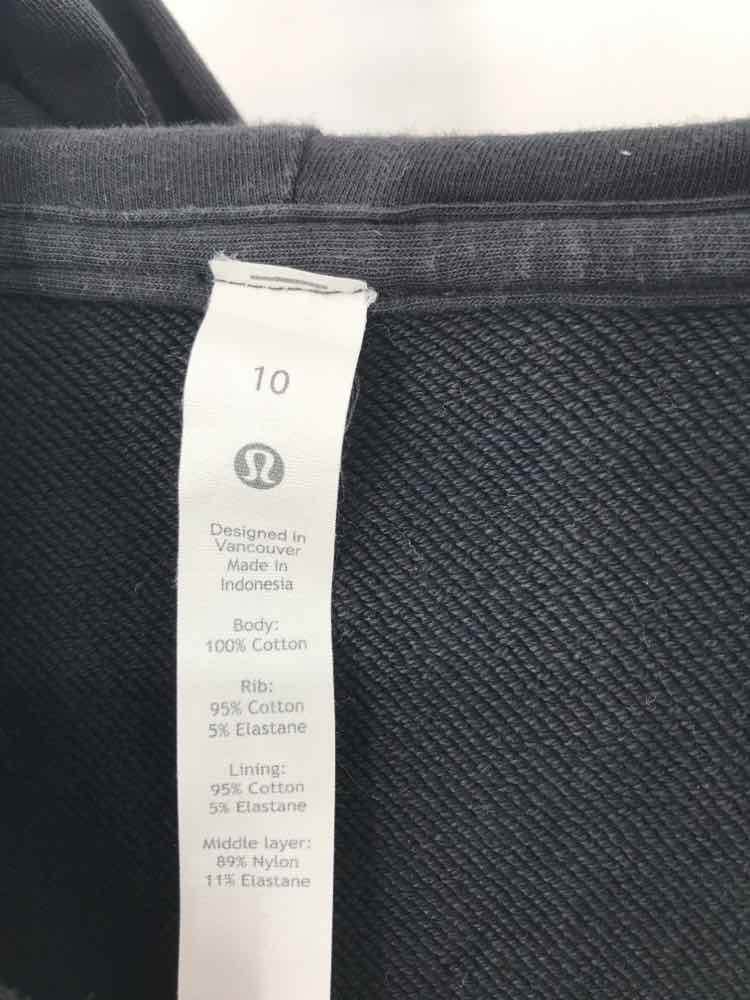 10
Designed in
Vancouver
Made in
Indonesia
Body:
100% Cotton
Rib:
95% Cotton
5% Elastane
Lining:
95% Cotton
5% Elastane
Middle layer:
89% Nylon
11% Elastane